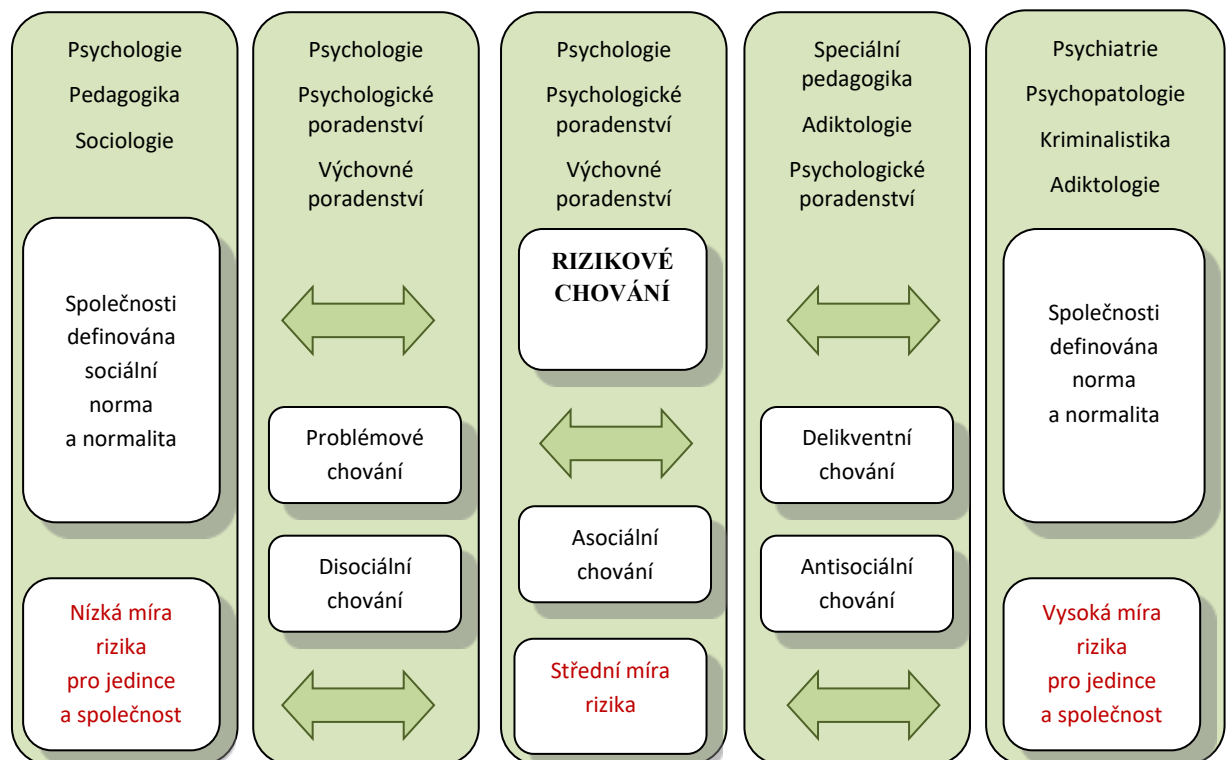 Psychologie
Pedagogika
Sociologie
Společnosti
definována
sociální
norma
a normalita
Nízká míra
rizika
pro jedince
a společnost
Psychologie
Psychologické
poradenství
Výchovné
poradenství
Problémové
chování
Disociální
chování
Psychologie
Psychologické
poradenství
Výchovné
poradenství
RIZIKOVÉ
CHOVÁNÍ
Asociální
chování
Střední míra
rizika
Speciální
pedagogika
Adiktologie
Psychologické
poradenství
Delikventní
chování
Antisociální
chování
Psychiatrie
Psychopatologie
Kriminalistika
Adiktologie
Společnosti
definována
norma
a normalita
Vysoká míra
rizika
pro jedince
a společnost